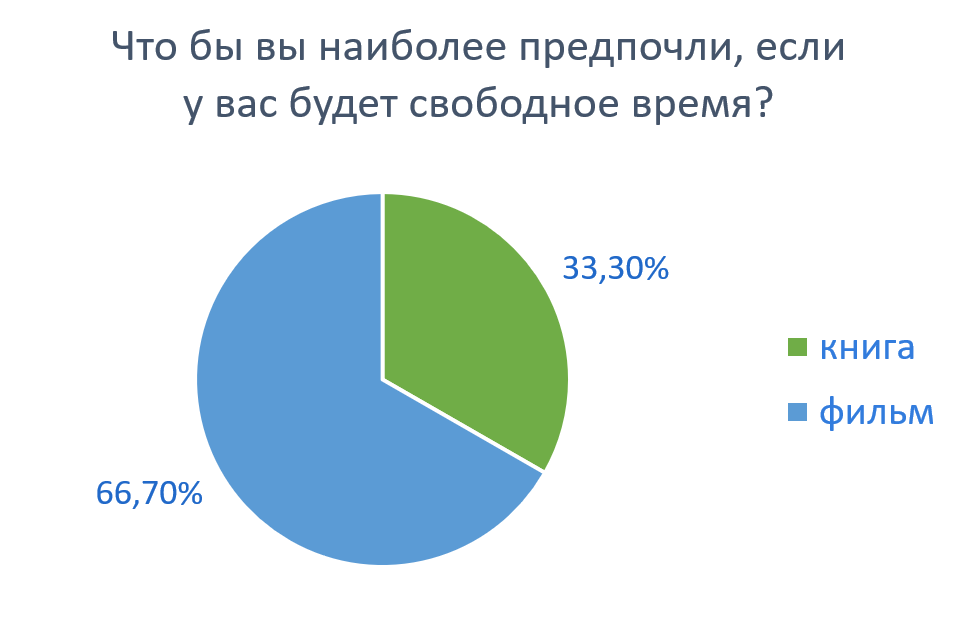 Что бы вы наиболее предпочли, если
у вас будет свободное время?
33,30%
книга
фильм
66,70%